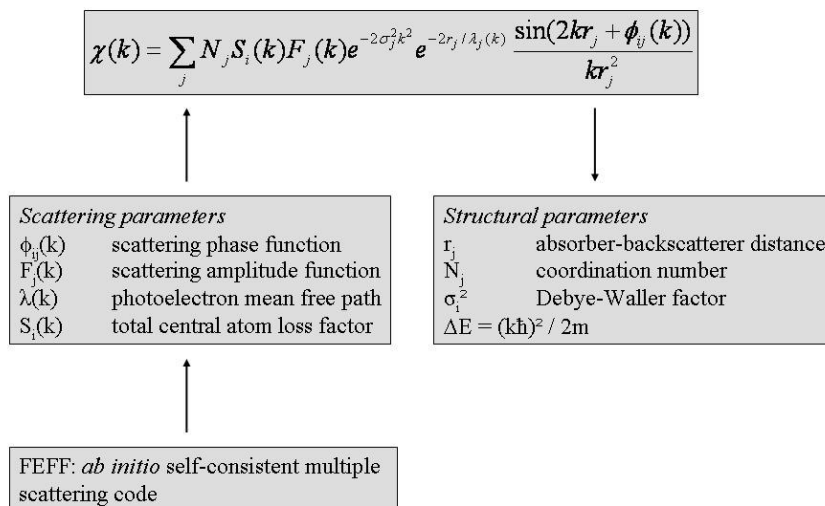 χ(k) = ∑_j N_j S_i(k) F_j(k) e^{-2σ_j^2 k^2} e^{-2r_j/λ_j(k)} sin(2kr_j + ϕ_ij(k)) / kr_j^2
Scattering parameters
ϕ_ij(k) scattering phase function
F_j(k) scattering amplitude function
λ(k) photoelectron mean free path
S_i(k) total central atom loss factor
Structural parameters
r_j absorber-backscatterer distance
N_j coordination number
σ_i² Debye-Waller factor
ΔE = (kħ)² / 2m
FEFF: ab initio self-consistent multiple
scattering code